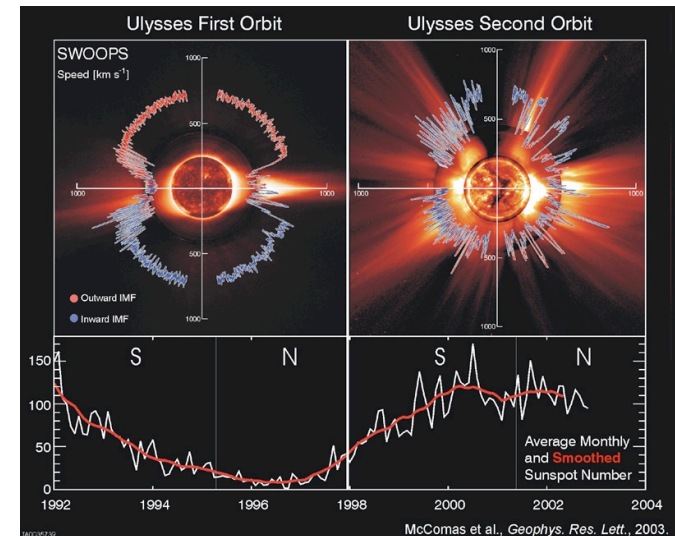 Ulysses First Orbit
Ulysses Second Orbit
SWOOPS
Speed [km s⁻¹]
1000
1000
500
500
1000
1000
1000
1000
500
500
1000
1000
Outward IMF
Inward IMF
S
N
S
N
150
100
50
0
Average Monthly
and Smoothed
Sunspot Number
1992
1994
1996
1998
2000
2002
2004
McComas et al., Geophys. Res. Lett., 2003.